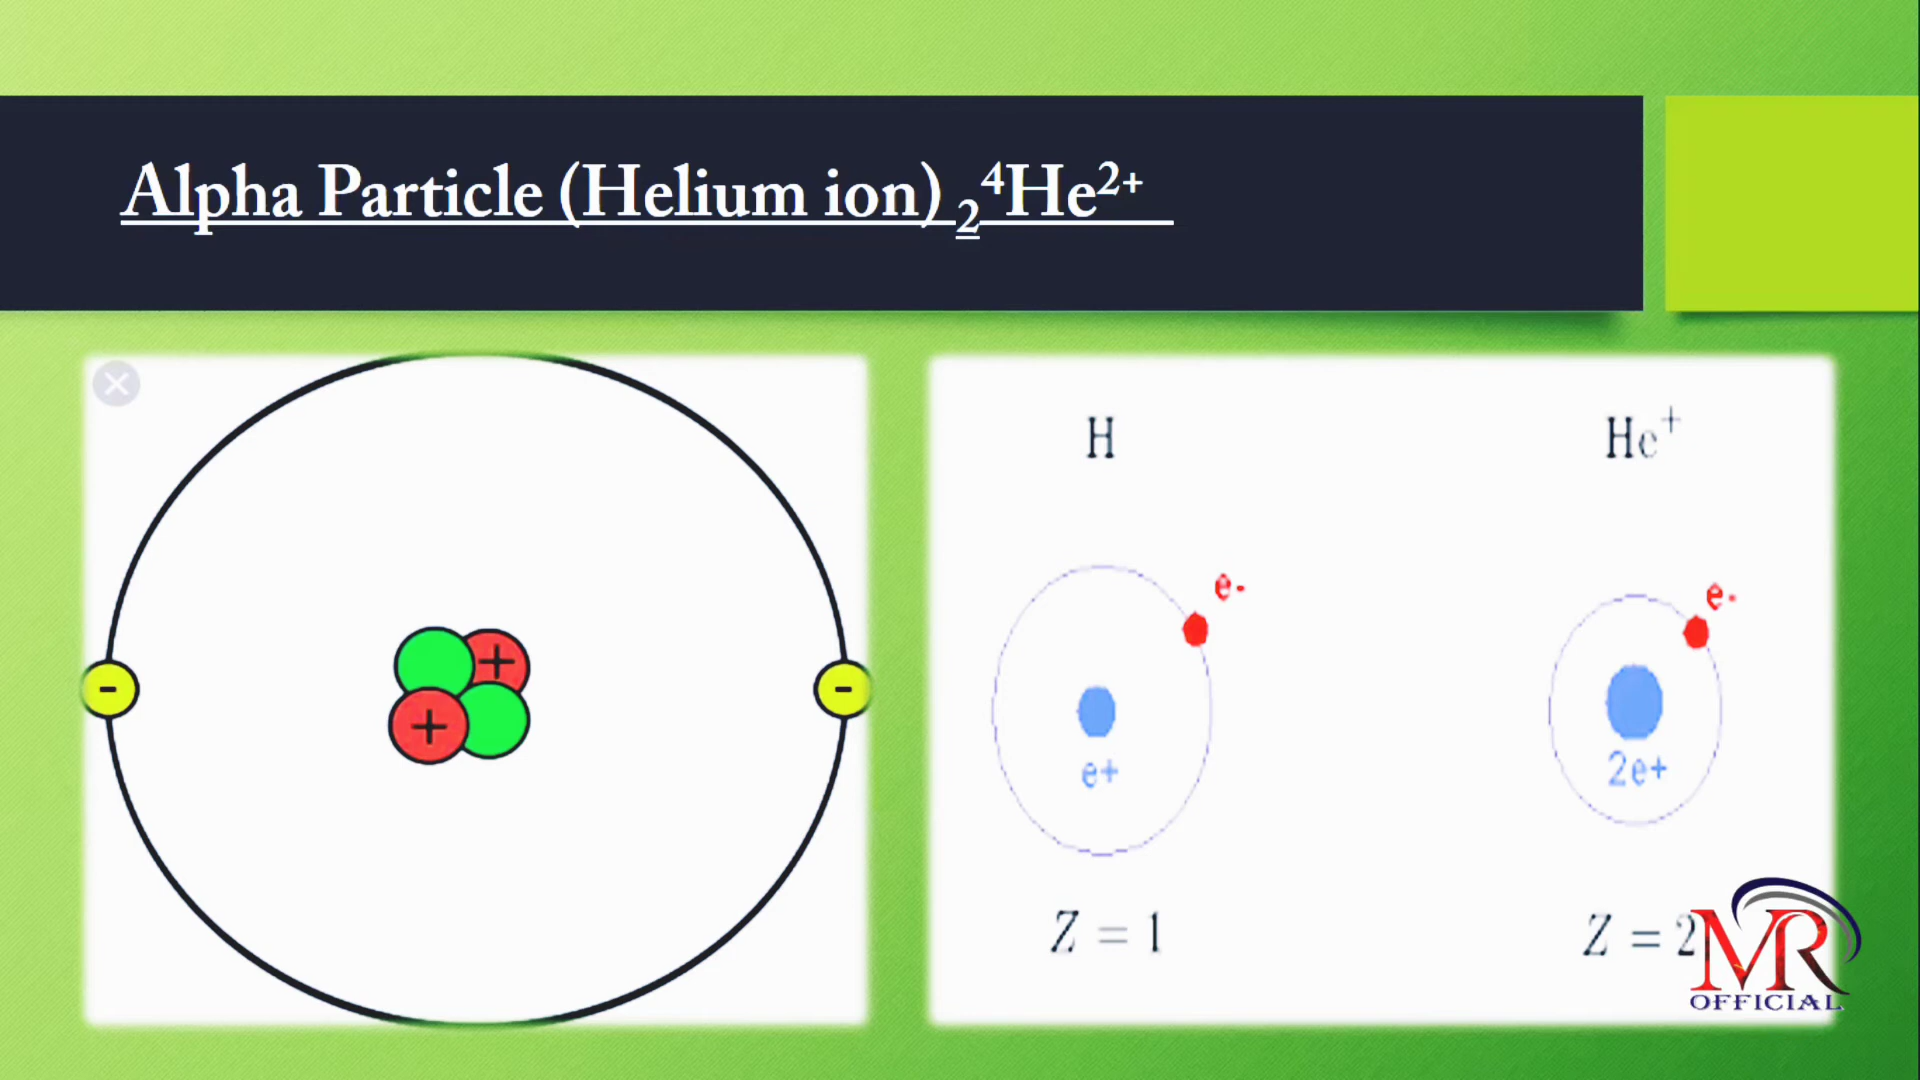 Alpha Particle (Helium ion) ₂⁴He²⁺
-
+
+
-
H
He⁺
e-
e-
e+
2e+
Z = 1
Z = 2
MR
OFFICIAL